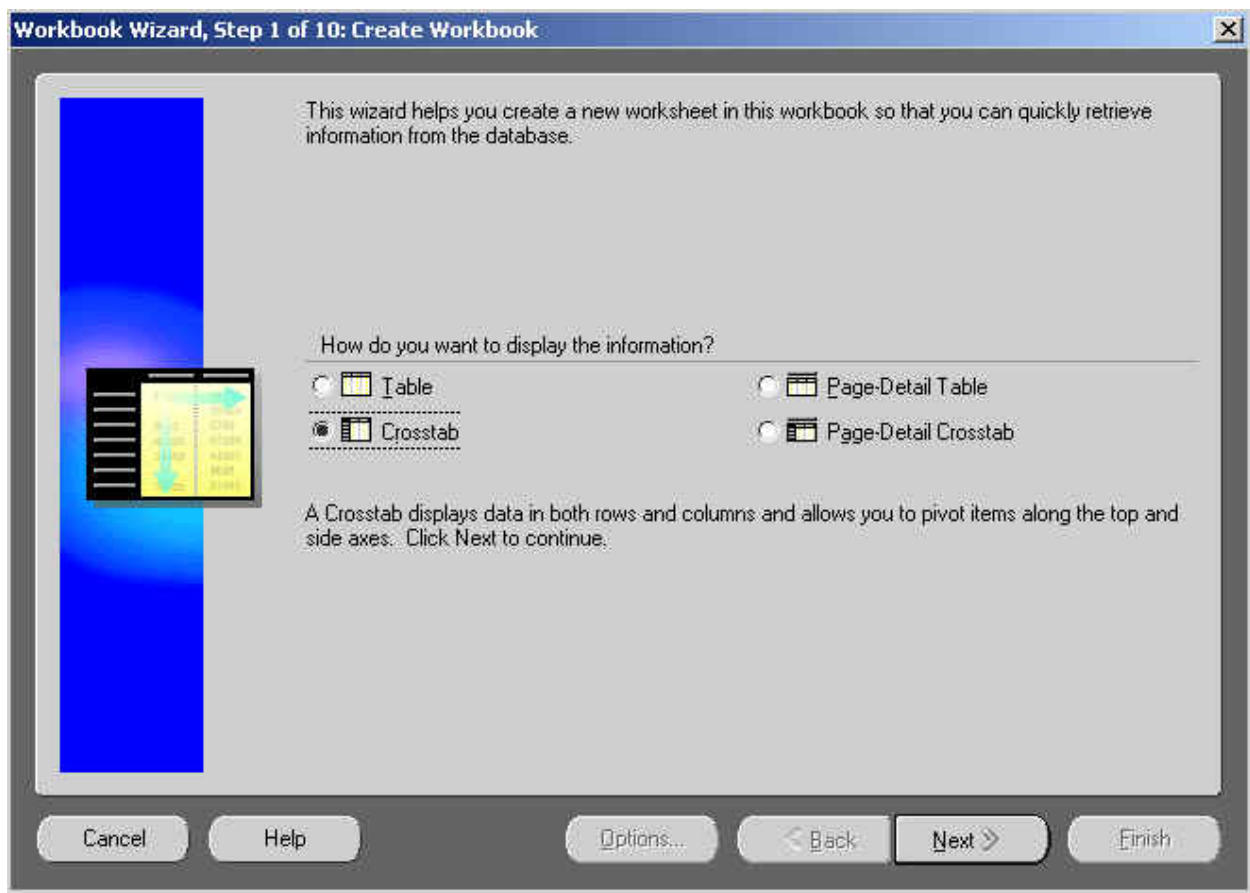 Workbook Wizard, Step 1 of 10: Create Workbook
This wizard helps you create a new worksheet in this workbook so that you can quickly retrieve
information from the database.
How do you want to display the information?
Table
Page-Detail Table
Crosstab
Page-Detail Crosstab
A Crosstab displays data in both rows and columns and allows you to pivot items along the top and
side axes. Click Next to continue.
Cancel
Help
Options...
Back
Next
Finish